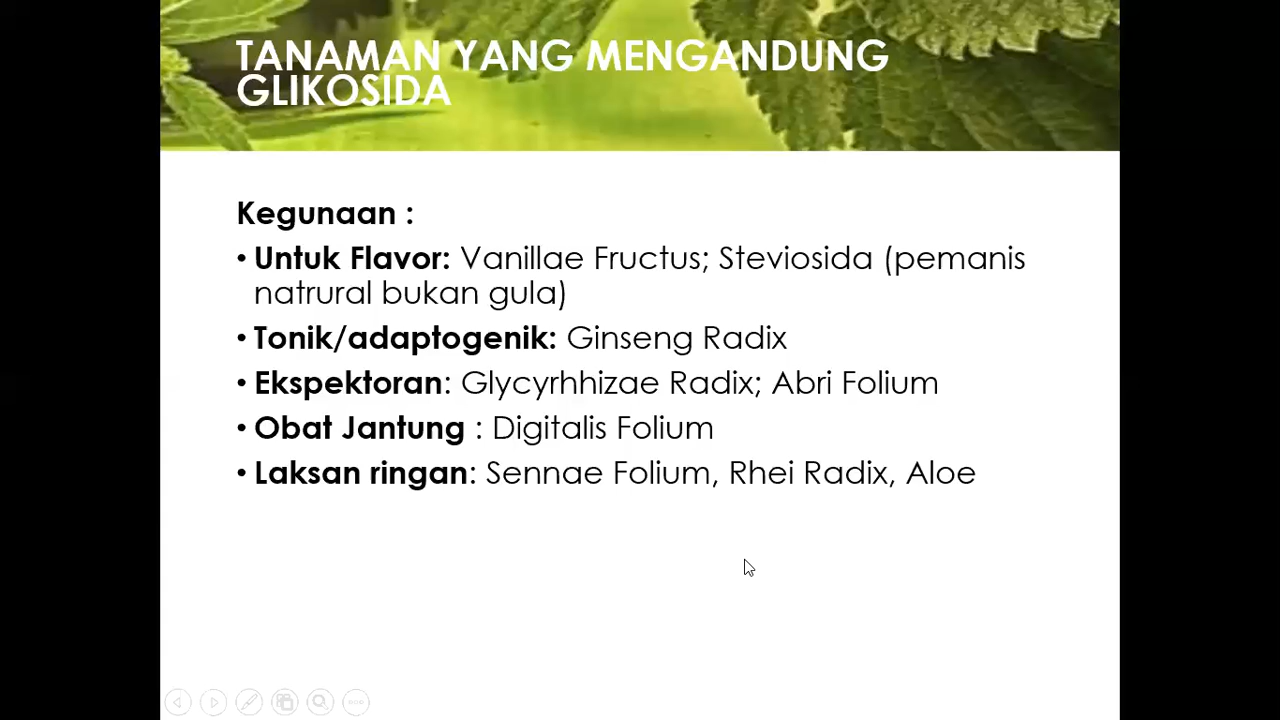 TANAMAN YANG MENGANDUNG
GLIKOSIDA
Kegunaan :
• Untuk Flavor: Vanillae Fructus; Steviosida (pemanis
natrural bukan gula)
• Tonik/adaptogenik: Ginseng Radix
• Ekspektoran: Glycyrhhizae Radix; Abri Folium
• Obat Jantung : Digitalis Folium
• Laksan ringan: Sennae Folium, Rhei Radix, Aloe